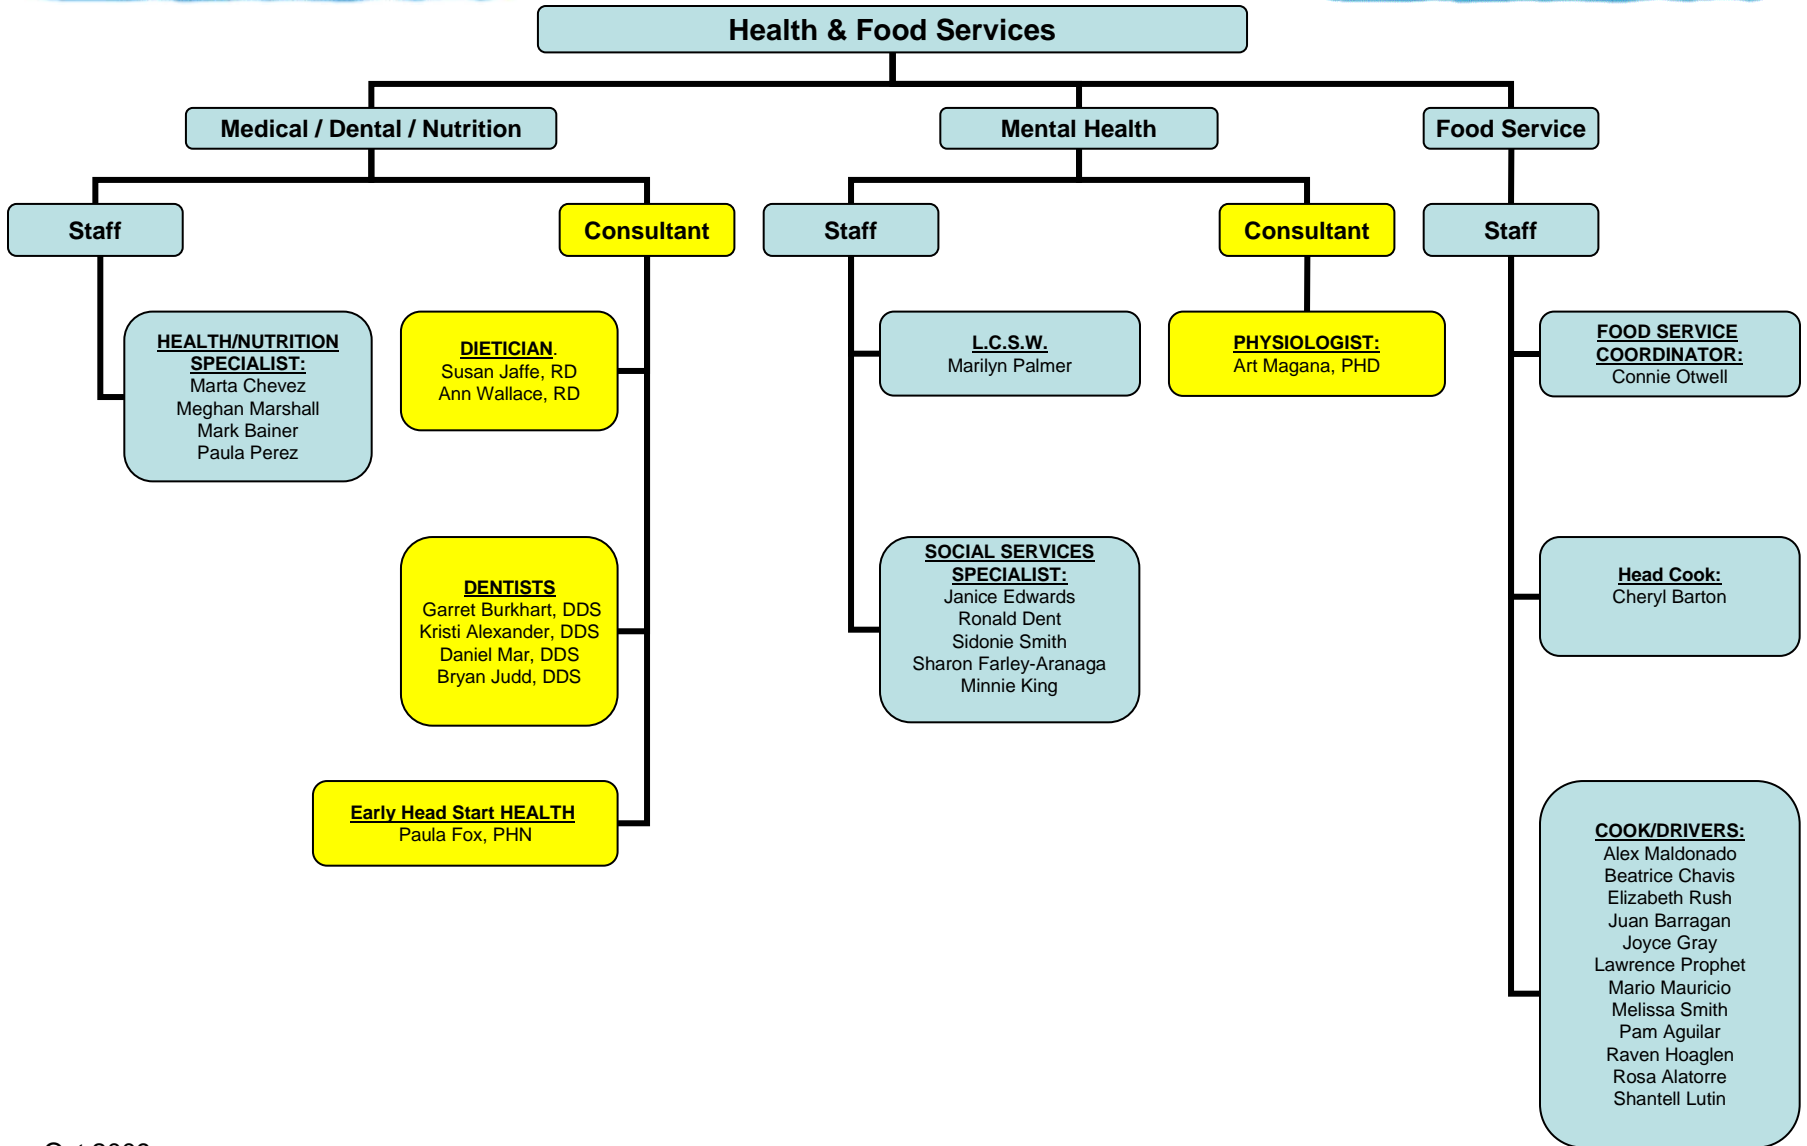 Health & Food Services
Medical / Dental / Nutrition
Mental Health
Food Service
Staff
Consultant
Staff
Consultant
Staff
HEALTH/NUTRITION
SPECIALIST:
Marta Chevez
Meghan Marshall
Mark Bainer
Paula Perez
DIETICIAN.
Susan Jaffe, RD
Ann Wallace, RD
DENTISTS
Garret Burkhart, DDS
Kristi Alexander, DDS
Daniel Mar, DDS
Bryan Judd, DDS
Early Head Start HEALTH
Paula Fox, PHN
L.C.S.W.
Marilyn Palmer
SOCIAL SERVICES
SPECIALIST:
Janice Edwards
Ronald Dent
Sidonie Smith
Sharon Farley-Aranaga
Minnie King
PHYSIOLOGIST:
Art Magana, PHD
FOOD SERVICE
COORDINATOR:
Connie Otwell
Head Cook:
Cheryl Barton
COOK/DRIVERS:
Alex Maldonado
Beatrice Chavis
Elizabeth Rush
Juan Barragan
Joyce Gray
Lawrence Prophet
Mario Mauricio
Melissa Smith
Pam Aguilar
Raven Hoaglen
Rosa Alatorre
Shantell Lutin